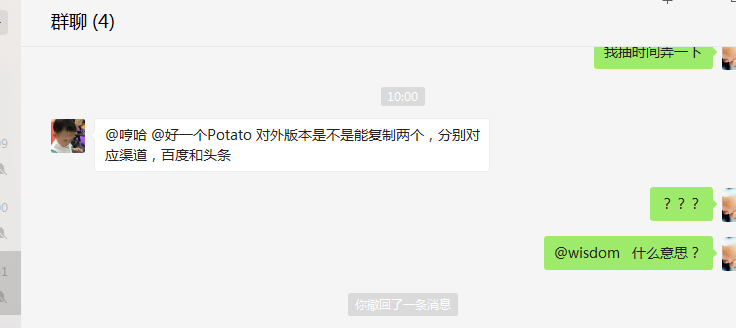 群聊 (4)
我抽时间弄一下
10:00
@哼哈 @好一个Potato 对外版本是不是能复制两个，分别对
应渠道，百度和头条
？？？
@wisdom 什么意思？
你撤回了一条消息